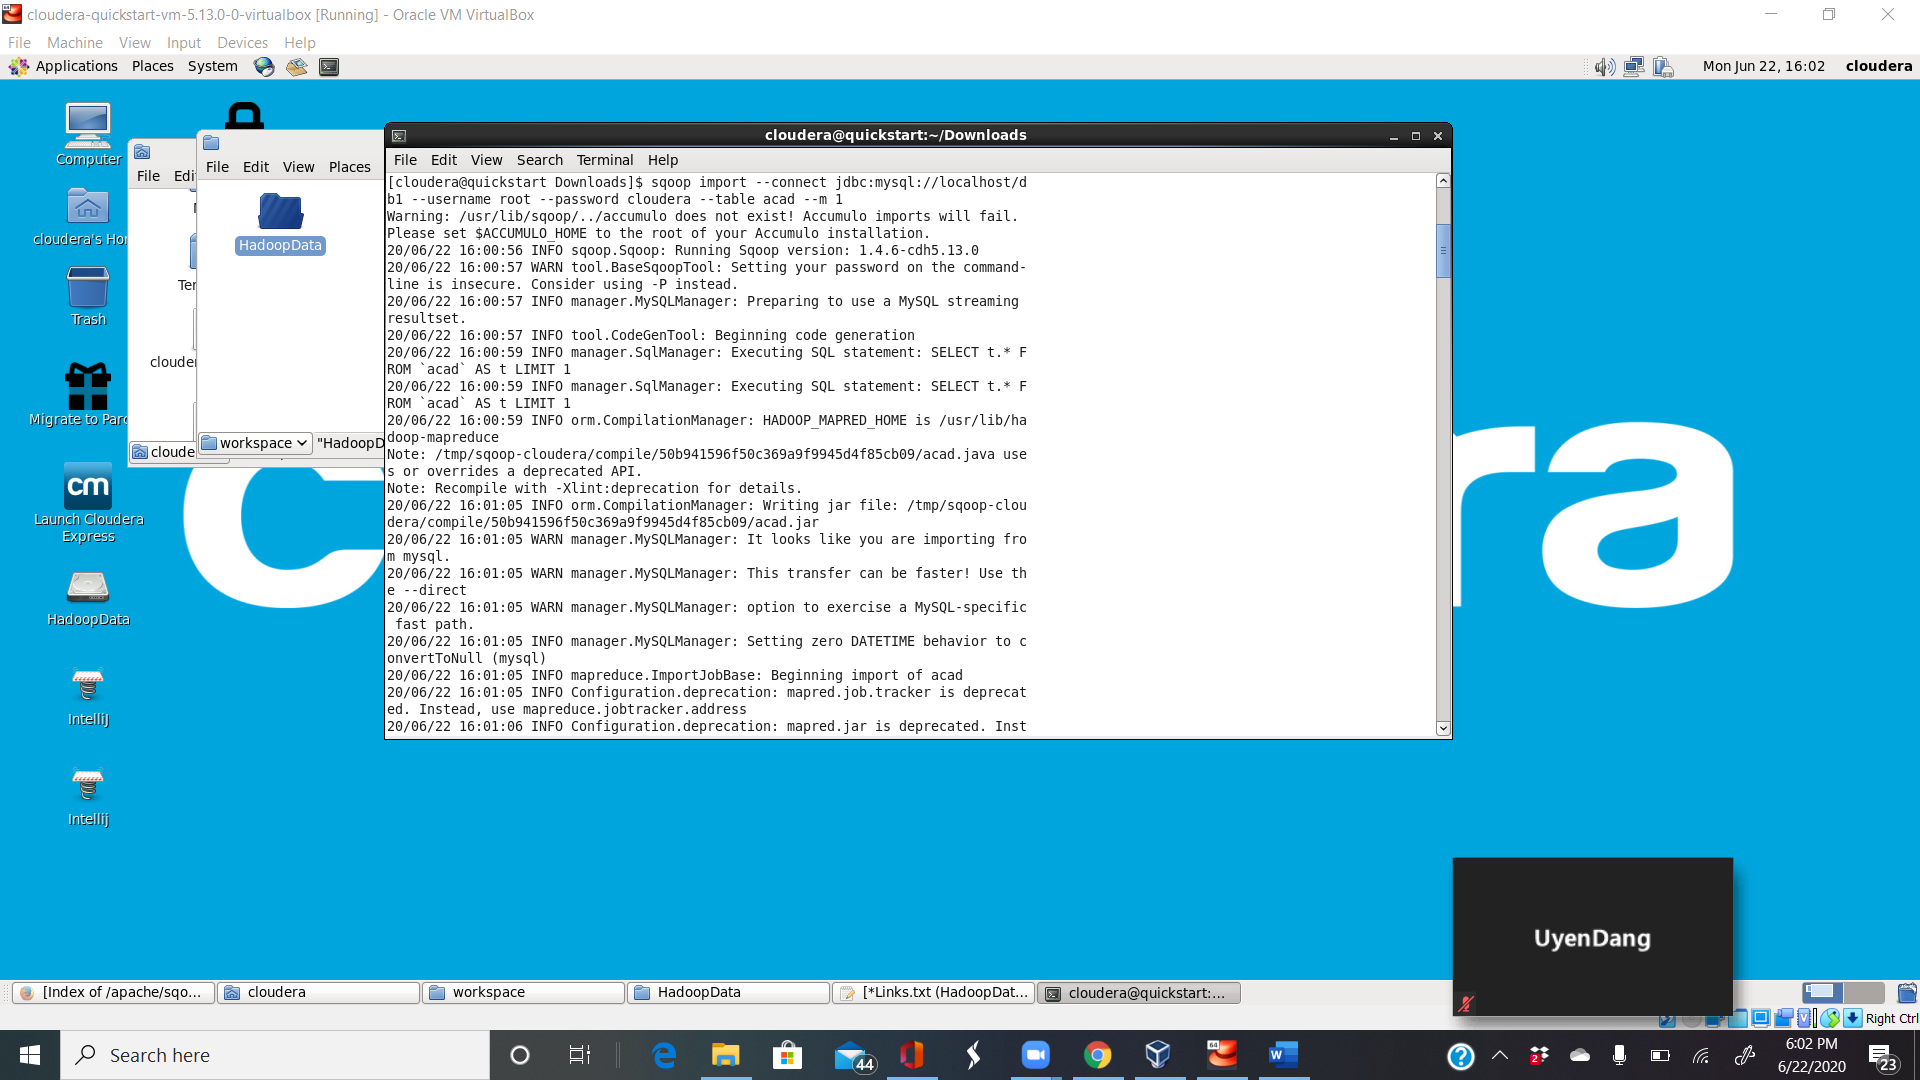 cloudera-quickstart-vm-5.13.0-0-virtualbox [Running] - Oracle VM VirtualBox
File Machine View Input Devices Help
Applications Places System
Mon Jun 22, 16:02 cloudera
Computer
cloudera's Hor
Trash
Migrate to Parc
cm
Launch Cloudera
Express
HadoopData
IntelliJ
Intellij
File Edi
Ter
cloudera
cloude
File Edit View Places
HadoopData
workspace "HadoopD
cloudera@quickstart:~/Downloads
File Edit View Search Terminal Help
[cloudera@quickstart Downloads]$ sqoop import --connect jdbc:mysql://localhost/d
b1 --username root --password cloudera --table acad --m 1
Warning: /usr/lib/sqoop/../accumulo does not exist! Accumulo imports will fail.
Please set $ACCUMULO_HOME to the root of your Accumulo installation.
20/06/22 16:00:56 INFO sqoop.Sqoop: Running Sqoop version: 1.4.6-cdh5.13.0
20/06/22 16:00:57 WARN tool.BaseSqoopTool: Setting your password on the command-
line is insecure. Consider using -P instead.
20/06/22 16:00:57 INFO manager.MySQLManager: Preparing to use a MySQL streaming
resultset.
20/06/22 16:00:57 INFO tool.CodeGenTool: Beginning code generation
20/06/22 16:00:59 INFO manager.SqlManager: Executing SQL statement: SELECT t.* F
ROM `acad` AS t LIMIT 1
20/06/22 16:00:59 INFO manager.SqlManager: Executing SQL statement: SELECT t.* F
ROM `acad` AS t LIMIT 1
20/06/22 16:00:59 INFO orm.CompilationManager: HADOOP_MAPRED_HOME is /usr/lib/ha
doop-mapreduce
Note: /tmp/sqoop-cloudera/compile/50b941596f50c369a9f9945d4f85cb09/acad.java use
s or overrides a deprecated API.
Note: Recompile with -Xlint:deprecation for details.
20/06/22 16:01:05 INFO orm.CompilationManager: Writing jar file: /tmp/sqoop-clou
dera/compile/50b941596f50c369a9f9945d4f85cb09/acad.jar
20/06/22 16:01:05 WARN manager.MySQLManager: It looks like you are importing fro
m mysql.
20/06/22 16:01:05 WARN manager.MySQLManager: This transfer can be faster! Use th
e --direct
20/06/22 16:01:05 WARN manager.MySQLManager: option to exercise a MySQL-specific
fast path.
20/06/22 16:01:05 INFO manager.MySQLManager: Setting zero DATETIME behavior to c
onvertToNull (mysql)
20/06/22 16:01:05 INFO mapreduce.ImportJobBase: Beginning import of acad
20/06/22 16:01:05 INFO Configuration.deprecation: mapred.job.tracker is deprecat
ed. Instead, use mapreduce.jobtracker.address
20/06/22 16:01:06 INFO Configuration.deprecation: mapred.jar is deprecated. Inst
c ra
UyenDang
[Index of /apache/sqo... cloudera workspace HadoopData [*Links.txt (HadoopDat... cloudera@quickstart:...
Right Ctrl
Search here
44
64
2
6:02 PM
6/22/2020
23